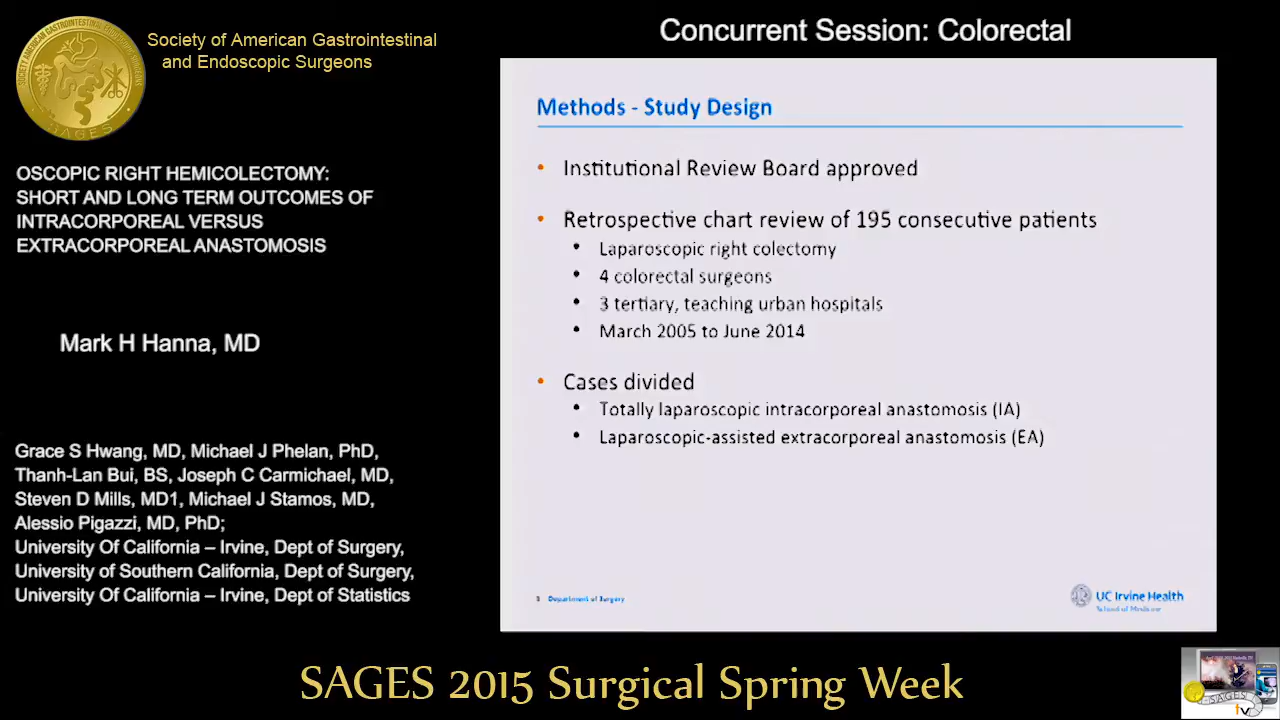 Society of American Gastrointestinal
and Endoscopic Surgeons
Concurrent Session: Colorectal
SAGES
OSCOPIC RIGHT HEMICOLECTOMY:
SHORT AND LONG TERM OUTCOMES OF
INTRACORPOREAL VERSUS
EXTRACORPOREAL ANASTOMOSIS
Mark H Hanna, MD
Grace S Hwang, MD, Michael J Phelan, PhD,
Thanh-Lan Bui, BS, Joseph C Carmichael, MD,
Steven D Mills, MD1, Michael J Stamos, MD,
Alessio Pigazzi, MD, PhD;
University Of California – Irvine, Dept of Surgery,
University of Southern California, Dept of Surgery,
University Of California – Irvine, Dept of Statistics
Methods - Study Design
• Institutional Review Board approved
• Retrospective chart review of 195 consecutive patients
• Laparoscopic right colectomy
• 4 colorectal surgeons
• 3 tertiary, teaching urban hospitals
• March 2005 to June 2014
• Cases divided
• Totally laparoscopic intracorporeal anastomosis (IA)
• Laparoscopic-assisted extracorporeal anastomosis (EA)
Department of Surgery
UC Irvine Health
School of Medicine
SAGES 2015 Surgical Spring Week
SAGES
tv